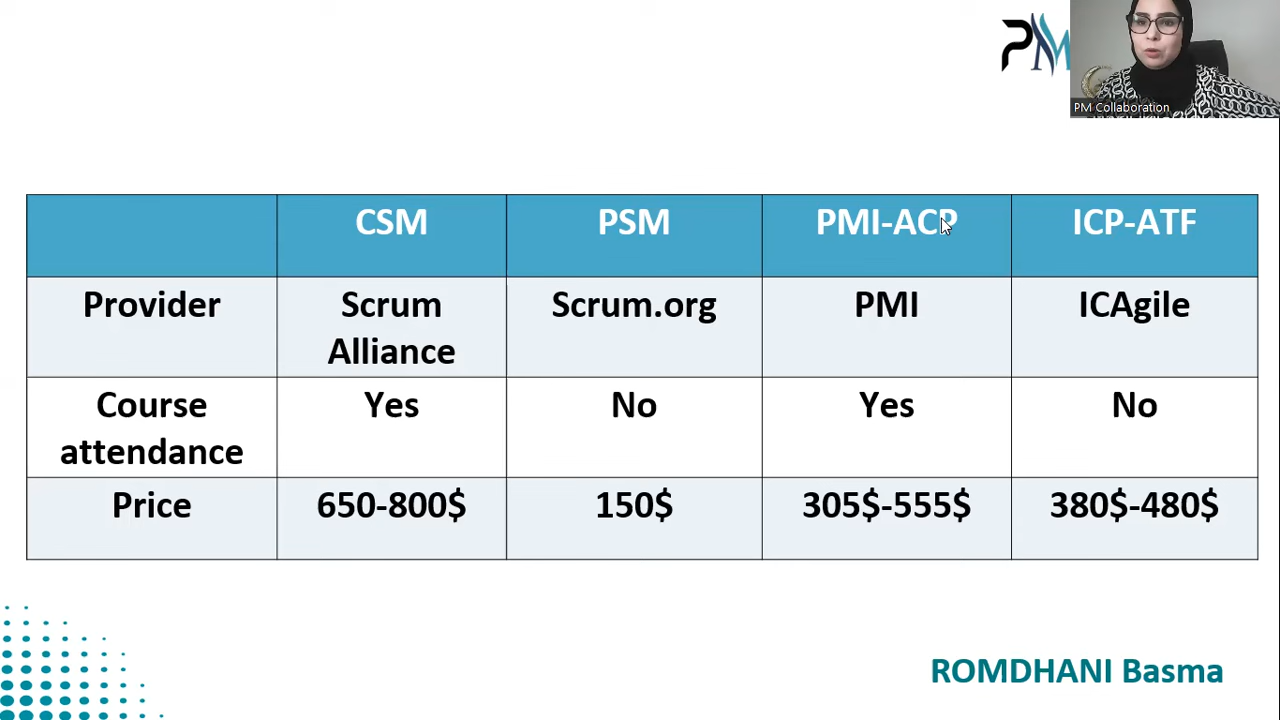 PM
PM Collaboration
CSM PSM PMI-ACP ICP-ATF
Provider Scrum Alliance Scrum.org PMI ICAgile
Course attendance Yes No Yes No
Price 650-800$ 150$ 305$-555$ 380$-480$
ROMDHANI Basma